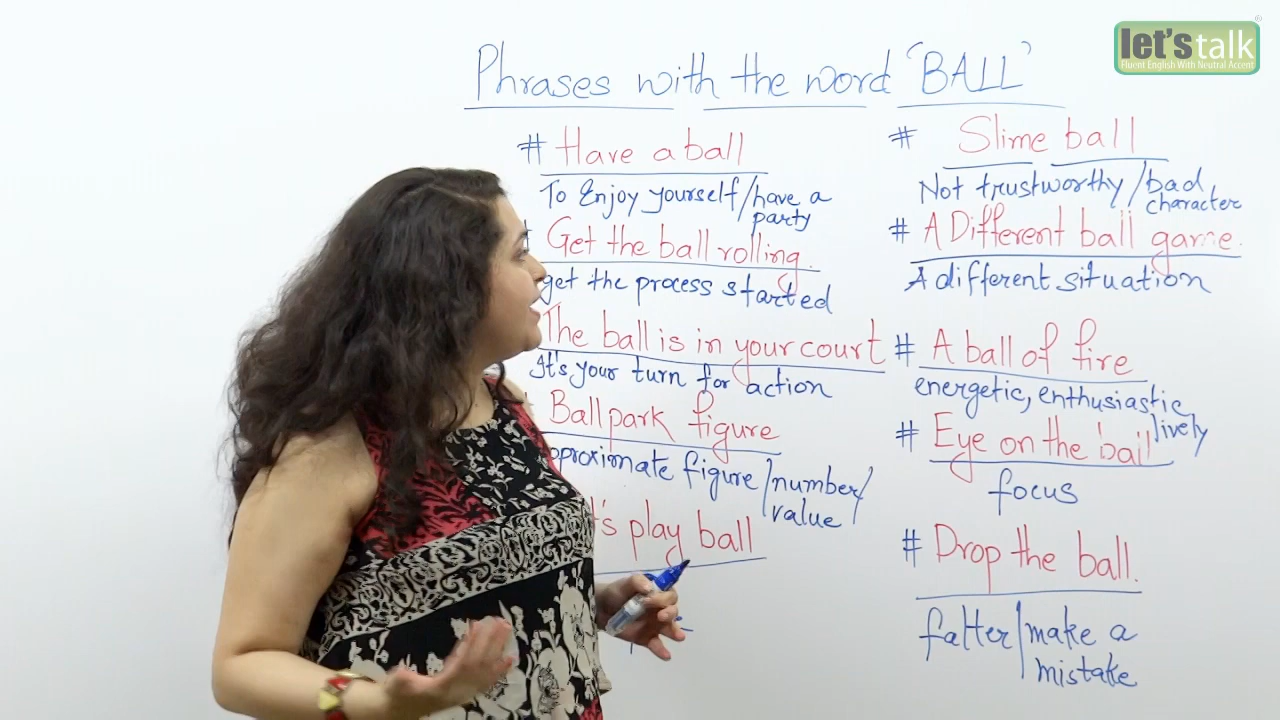 let's talk
Fluent English With Neutral Accent
Phrases with the word 'BALL'
# Have a ball
To Enjoy yourself/have a
party
Get the ball rolling.
get the process started
The ball is in your court
It's your turn for action
Ballpark figure
approximate figure/number/
value
play ball
# Slime ball
Not trustworthy/bad
character
# A Different ball game.
A different situation
# A ball of fire
energetic, enthusiastic,
lively
# Eye on the ball
focus
# Drop the ball.
falter/make a
mistake